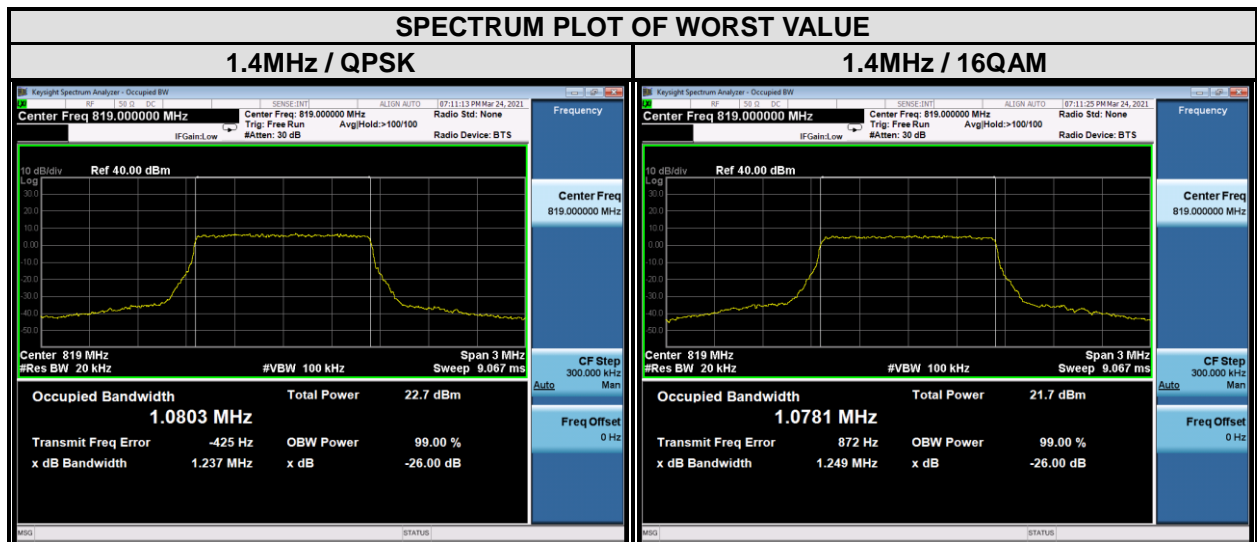 SPECTRUM PLOT OF WORST VALUE
1.4MHz / QPSK
Keysight Spectrum Analyzer - Occupied BW
RF 50 Ω DC SENSE:INT ALIGN AUTO 07:11:13 PM Mar 24, 2021
Center Freq 819.000000 MHz
Center Freq: 819.000000 MHz
Radio Std: None
Trig: Free Run Avg|Hold:>100/100
IFGain:Low #Atten: 30 dB Radio Device: BTS
10 dB/div Ref 40.00 dBm
Log
30.0
20.0
10.0
0.00
-10.0
-20.0
-30.0
-40.0
-50.0
Center 819 MHz Span 3 MHz
#Res BW 20 kHz #VBW 100 kHz Sweep 9.067 ms
Occupied Bandwidth Total Power 22.7 dBm
1.0803 MHz
Transmit Freq Error -425 Hz OBW Power 99.00 %
x dB Bandwidth 1.237 MHz x dB -26.00 dB
MSG STATUS
Frequency
Center Freq
819.000000 MHz
CF Step
300.000 kHz
Auto Man
Freq Offset
0 Hz
1.4MHz / 16QAM
Keysight Spectrum Analyzer - Occupied BW
RF 50 Ω DC SENSE:INT ALIGN AUTO 07:11:25 PM Mar 24, 2021
Center Freq 819.000000 MHz
Center Freq: 819.000000 MHz
Radio Std: None
Trig: Free Run Avg|Hold:>100/100
IFGain:Low #Atten: 30 dB Radio Device: BTS
10 dB/div Ref 40.00 dBm
Log
30.0
20.0
10.0
0.00
-10.0
-20.0
-30.0
-40.0
-50.0
Center 819 MHz Span 3 MHz
#Res BW 20 kHz #VBW 100 kHz Sweep 9.067 ms
Occupied Bandwidth Total Power 21.7 dBm
1.0781 MHz
Transmit Freq Error 872 Hz OBW Power 99.00 %
x dB Bandwidth 1.249 MHz x dB -26.00 dB
MSG STATUS
Frequency
Center Freq
819.000000 MHz
CF Step
300.000 kHz
Auto Man
Freq Offset
0 Hz